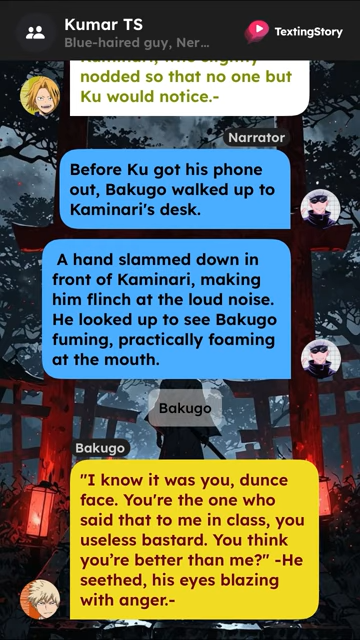 Kumar TS
Blue-haired guy, Ner...
TextingStory
nodded so that no one but
Ku would notice.-
Narrator
Before Ku got his phone
out, Bakugo walked up to
Kaminari's desk.
A hand slammed down in
front of Kaminari, making
him flinch at the loud noise.
He looked up to see Bakugo
fuming, practically foaming
at the mouth.
Bakugo
Bakugo
"I know it was you, dunce
face. You're the one who
said that to me in class, you
useless bastard. You think
you're better than me?" -He
seethed, his eyes blazing
with anger.-